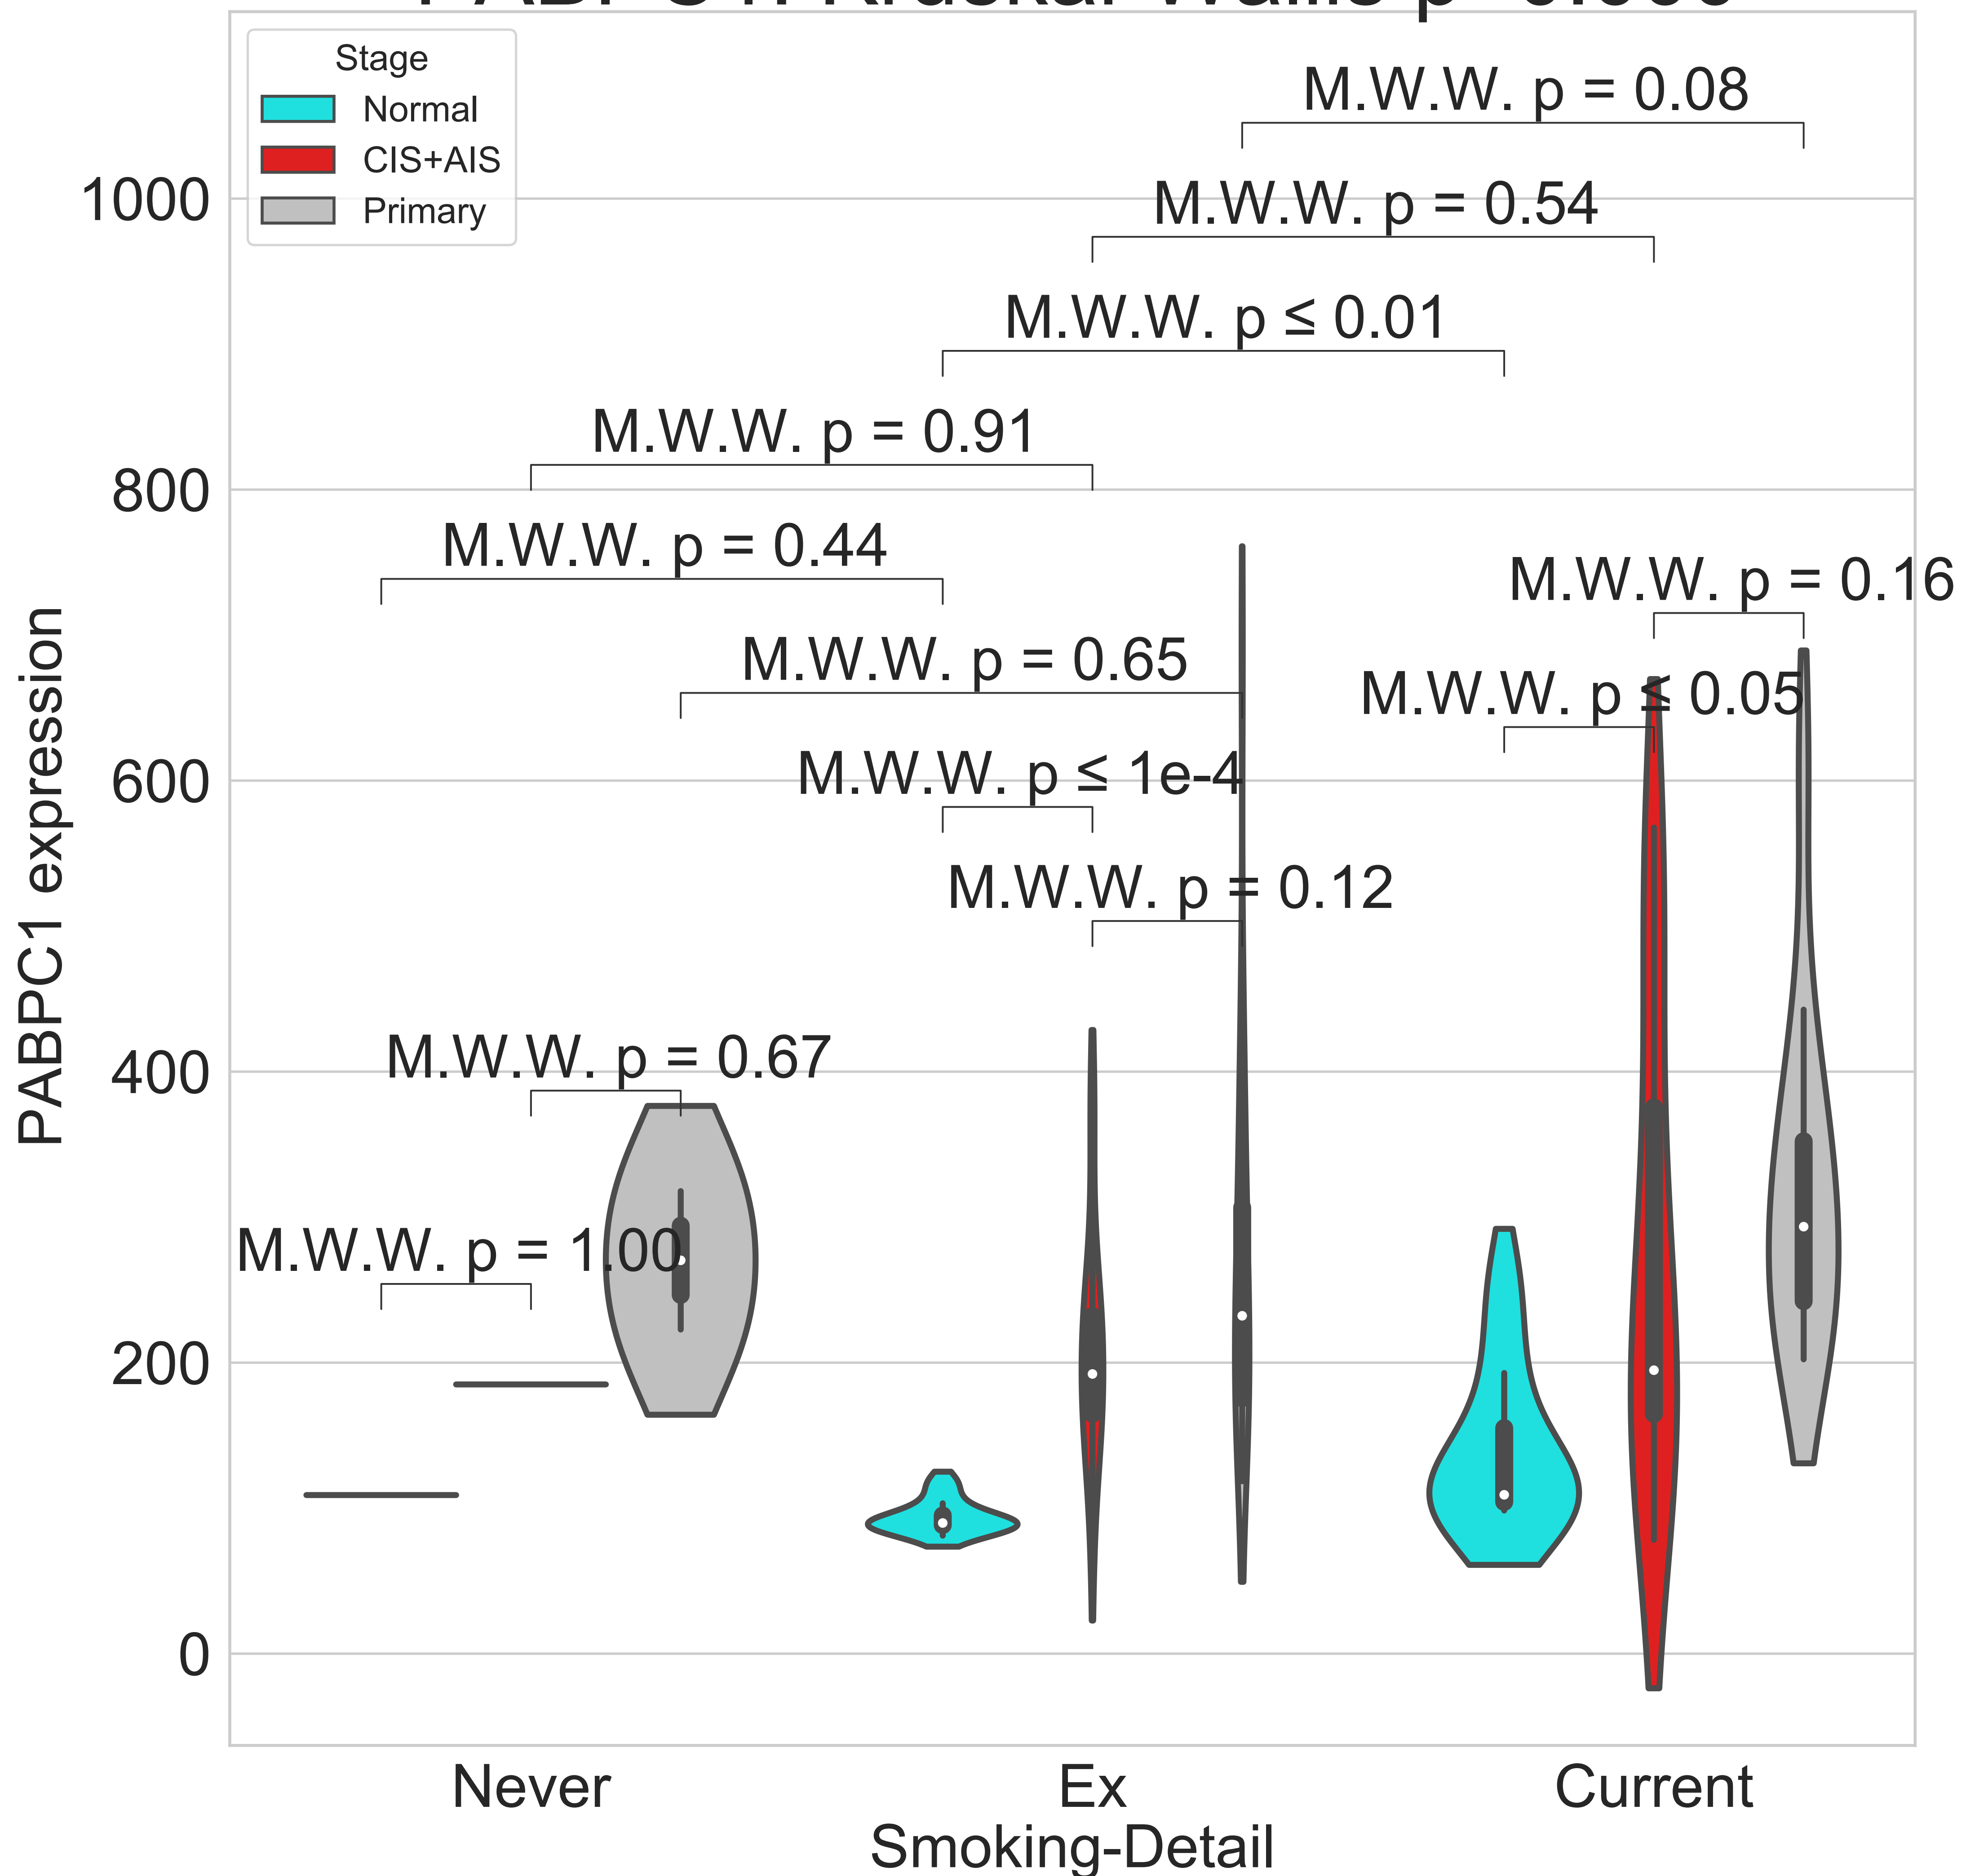 Stage
Normal
CIS+AIS
Primary
M.W.W. p = 0.08
M.W.W. p = 0.54
M.W.W. p ≤ 0.01
M.W.W. p = 0.91
M.W.W. p = 0.44
M.W.W. p = 0.16
M.W.W. p = 0.65
M.W.W. p ≤ 0.05
M.W.W. p ≤ 1e-4
M.W.W. p = 0.12
M.W.W. p = 0.67
M.W.W. p = 1.00
1000
800
600
400
200
0
PABPC1 expression
Never
Ex
Current
Smoking-Detail